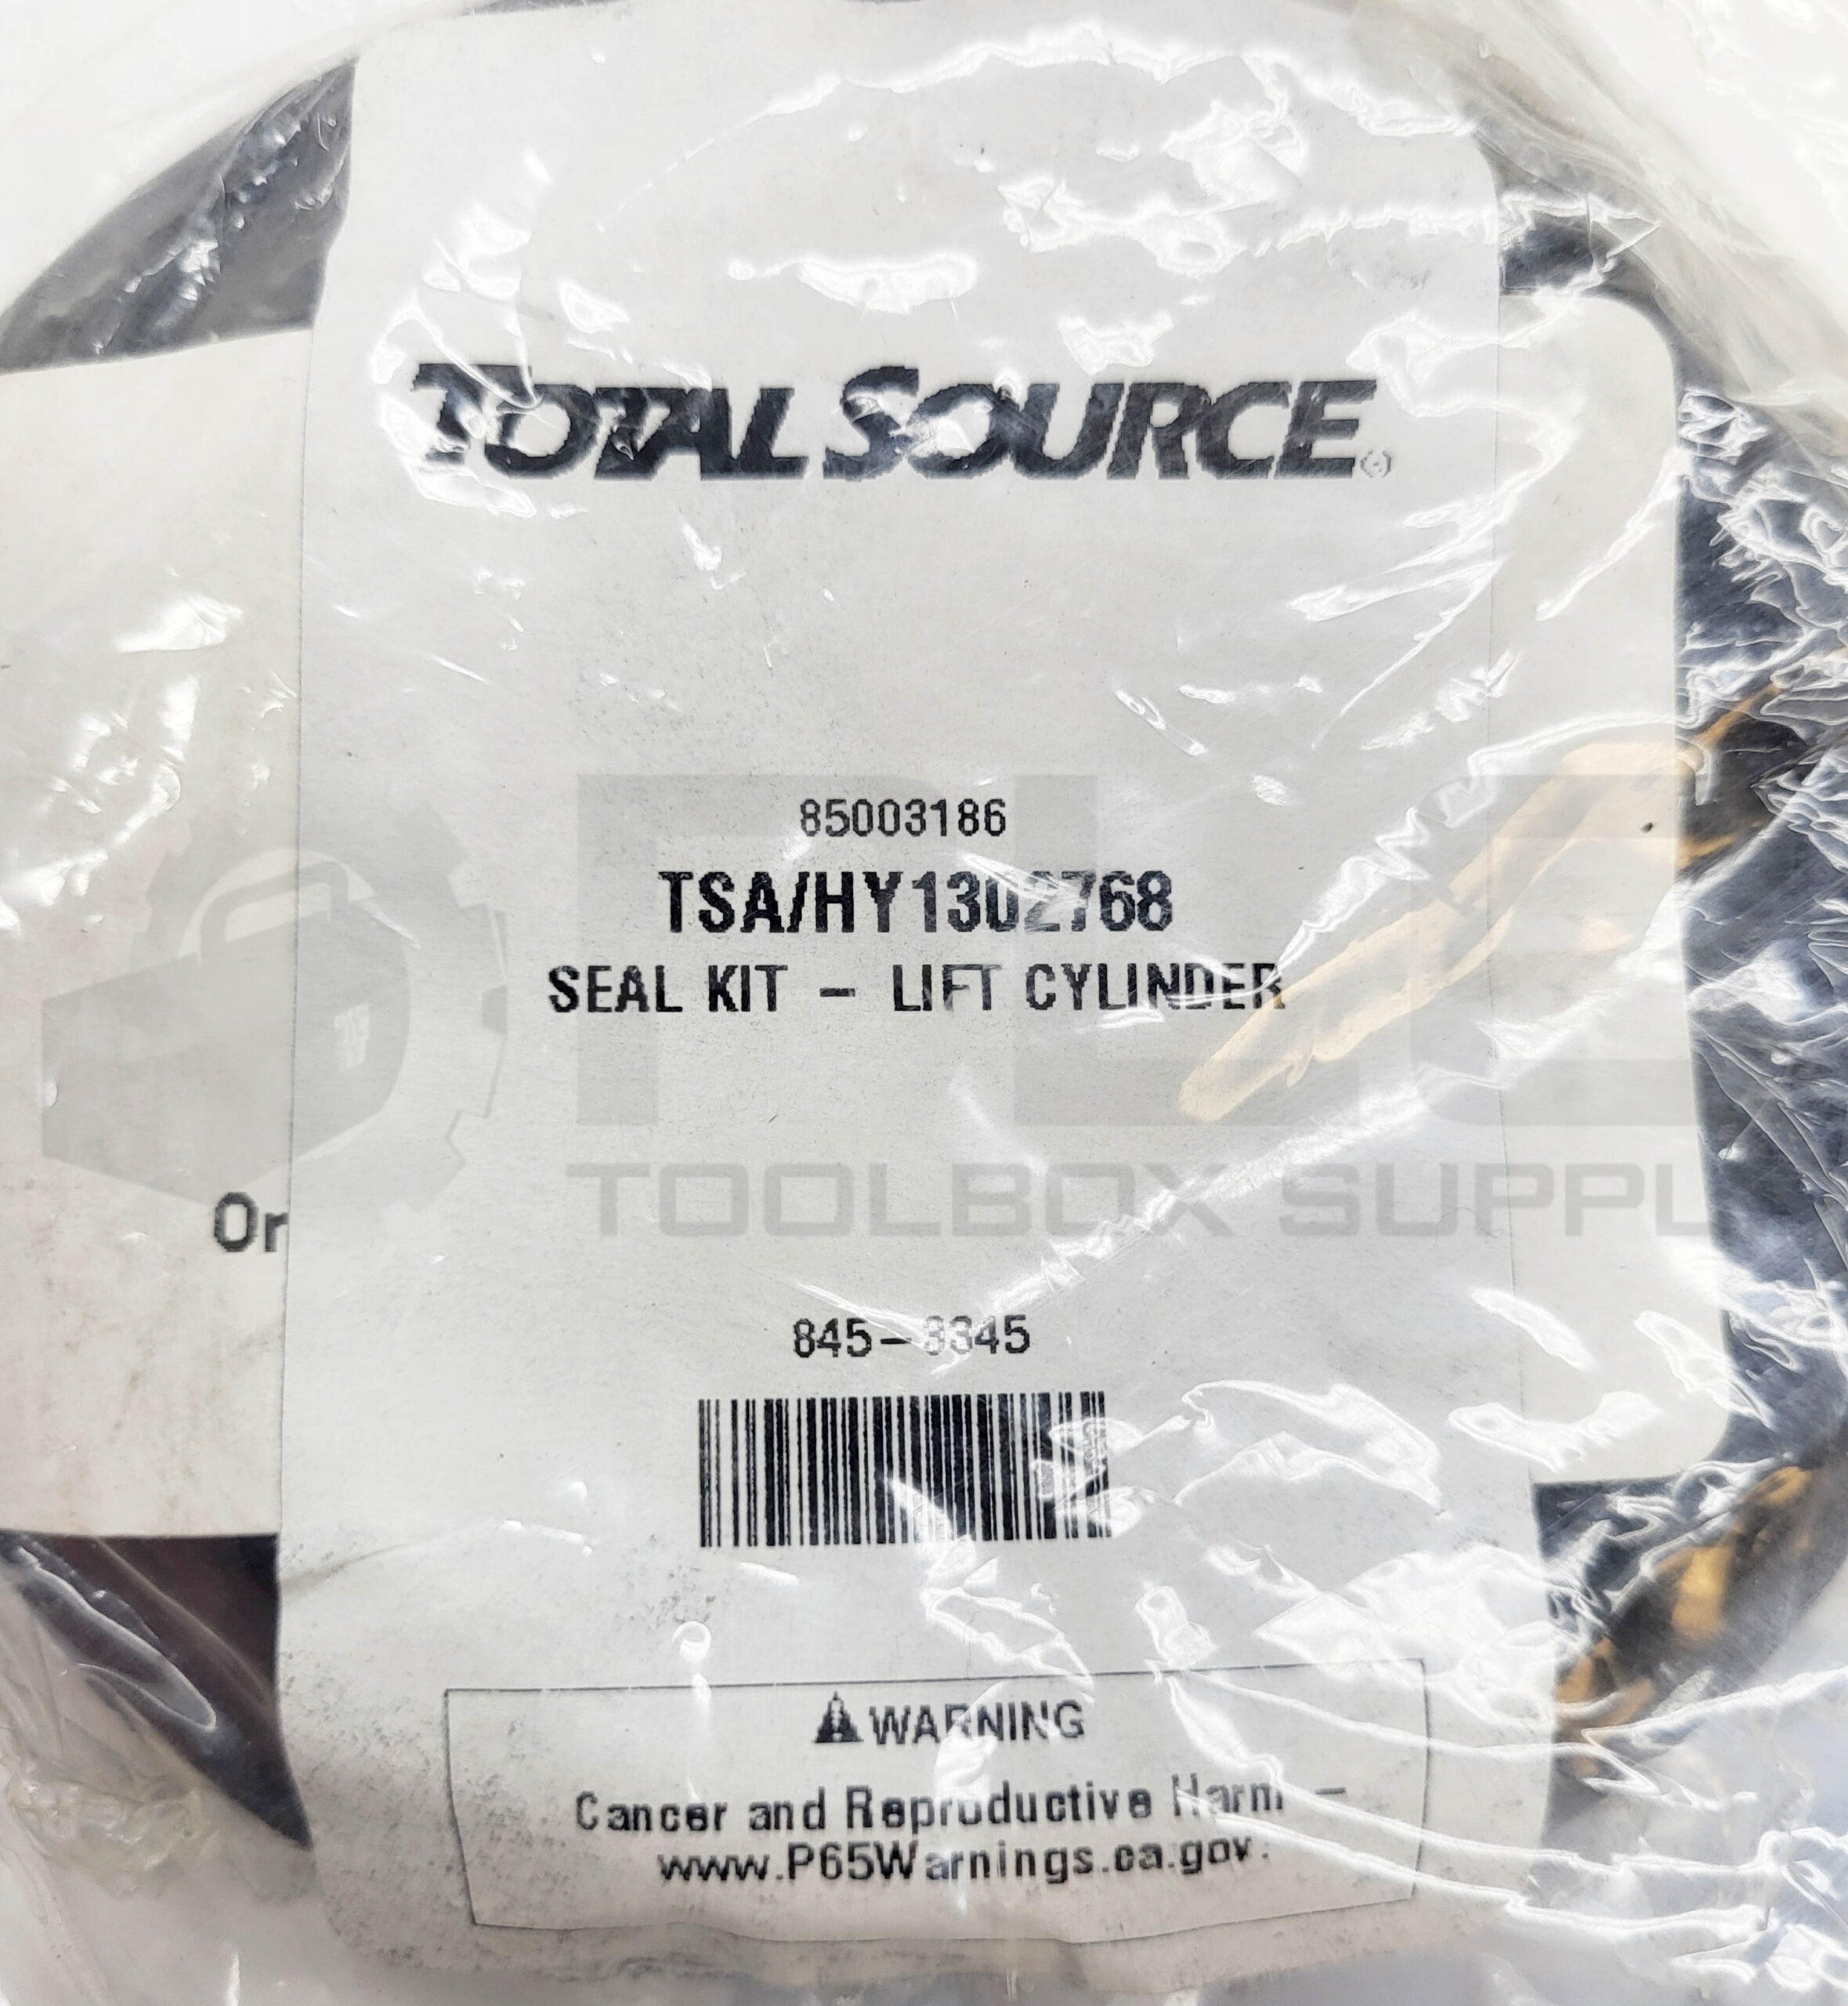 TOTAL SOURCE
85003186
TSA/HY1302768
SEAL KIT - LIFT CYLINDER
PLC
TOOLBOX SUPPL
Or
845-3345
WARNING
Cancer and Reproductive Harm -
www.P65Warnings.ca.gov.